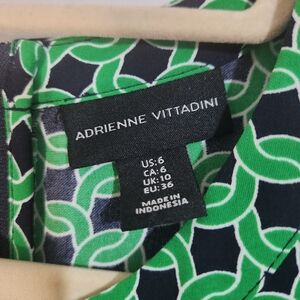 ADRIENNE VITTADINI
US:6
CA:6
UK:10
EU:36
MADE IN
INDONESIA